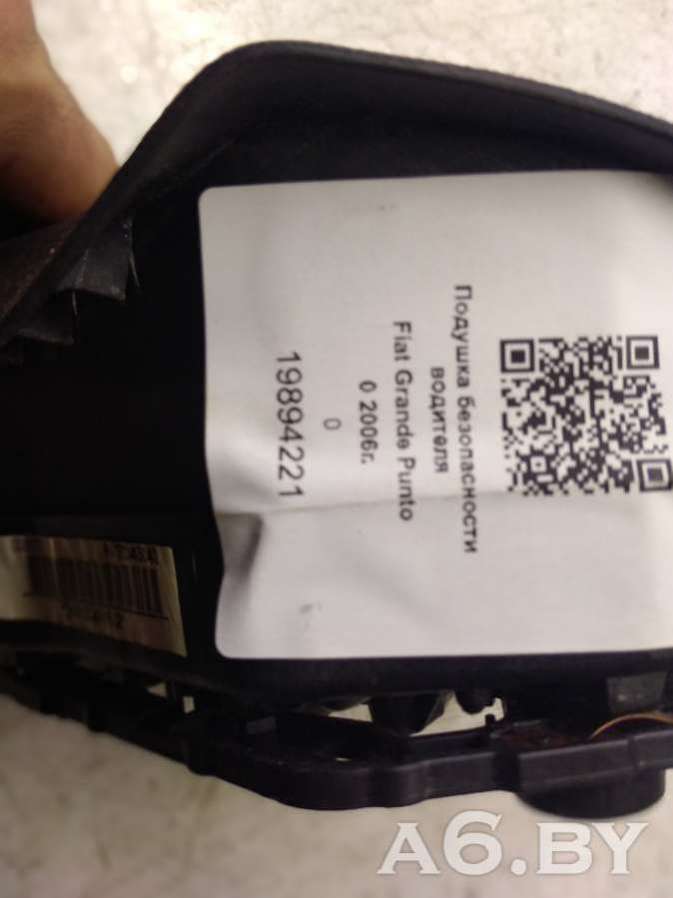 Подушка безопасности
водителя
Fiat Grande Punto
0 2006г.
0
19894221
A6.BY